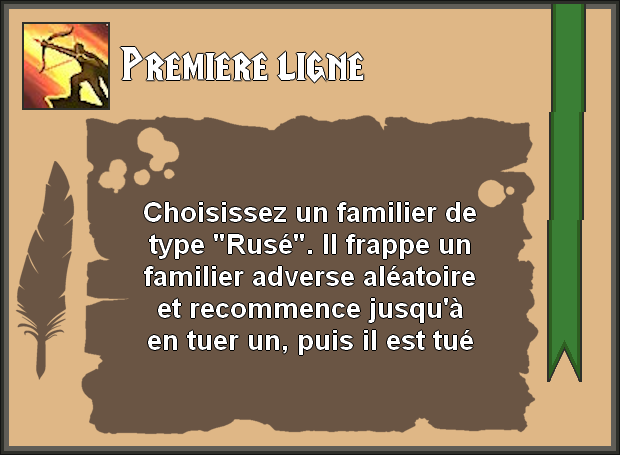 PREMIERE LIGNE
Choisissez un familier de
type "Rusé". Il frappe un
familier adverse aléatoire
et recommence jusqu'à
en tuer un, puis il est tué